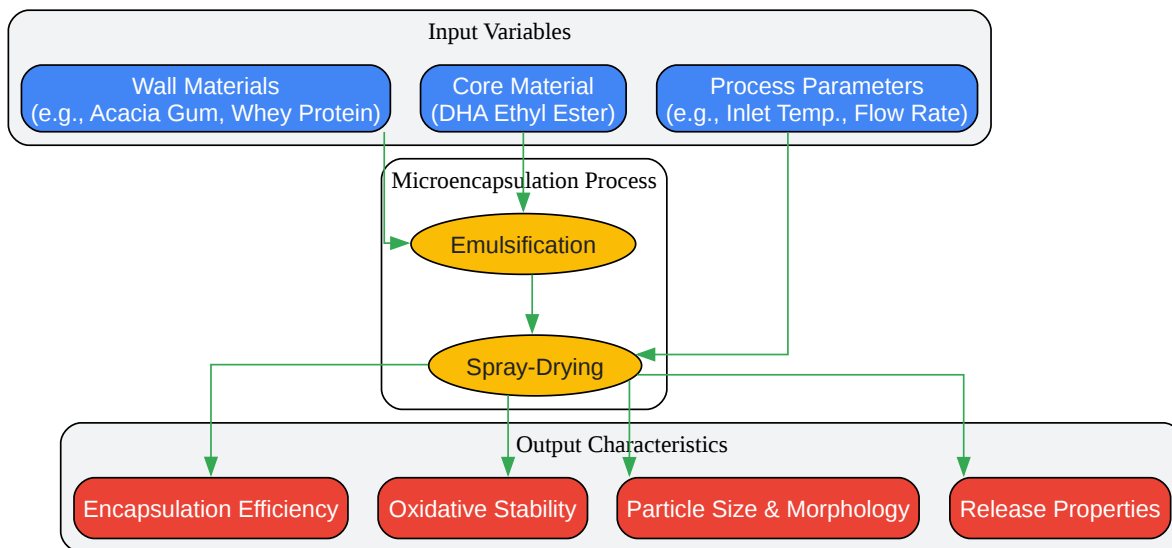 Input Variables
Wall Materials
(e.g., Acacia Gum, Whey Protein)
Core Material
(DHA Ethyl Ester)
Process Parameters
(e.g., Inlet Temp., Flow Rate)
Microencapsulation Process
Emulsification
Spray-Drying
Output Characteristics
Encapsulation Efficiency
Oxidative Stability
Particle Size & Morphology
Release Properties